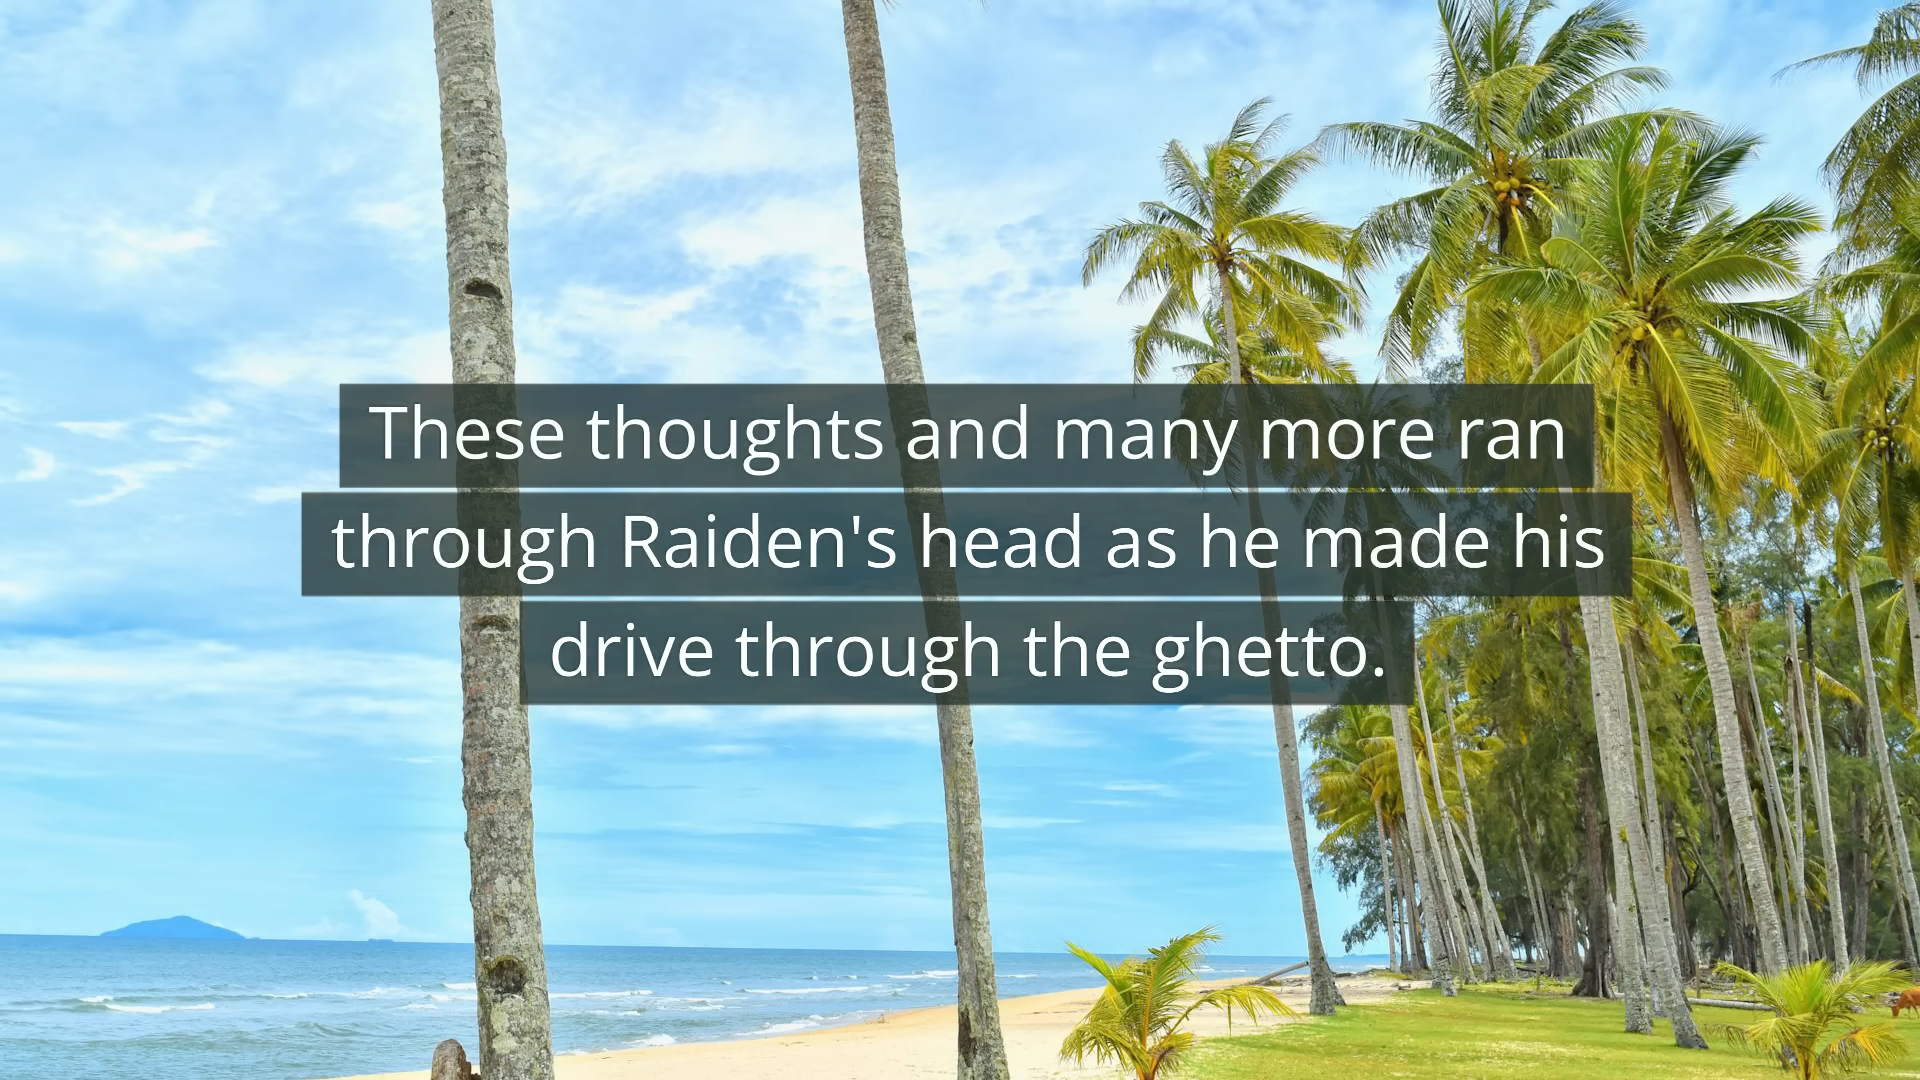 These thoughts and many more ran
through Raiden's head as he made his
drive through the ghetto.